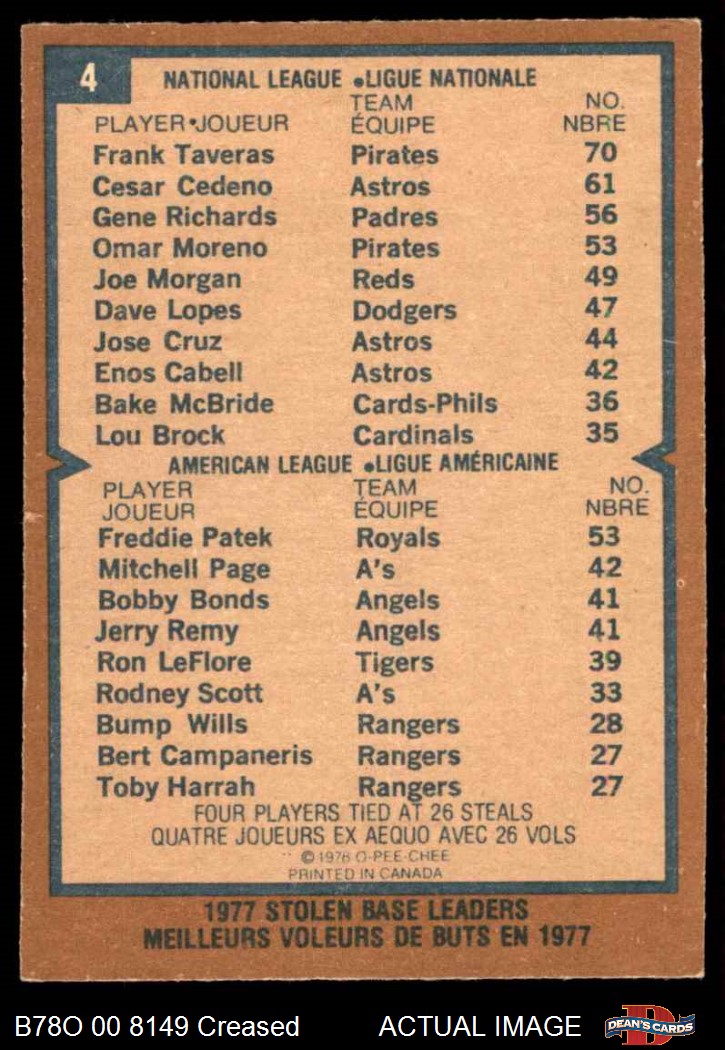 4
NATIONAL LEAGUE •LIGUE NATIONALE
PLAYER•JOUEUR TEAM ÉQUIPE NO. NBRE
Frank Taveras Pirates 70
Cesar Cedeno Astros 61
Gene Richards Padres 56
Omar Moreno Pirates 53
Joe Morgan Reds 49
Dave Lopes Dodgers 47
Jose Cruz Astros 44
Enos Cabell Astros 42
Bake McBride Cards-Phils 36
Lou Brock Cardinals 35
AMERICAN LEAGUE •LIGUE AMÉRICAINE
PLAYER TEAM NO.
JOUEUR ÉQUIPE NBRE
Freddie Patek Royals 53
Mitchell Page A's 42
Bobby Bonds Angels 41
Jerry Remy Angels 41
Ron LeFlore Tigers 39
Rodney Scott A's 33
Bump Wills Rangers 28
Bert Campaneris Rangers 27
Toby Harrah Rangers 27
FOUR PLAYERS TIED AT 26 STEALS
QUATRE JOUEURS EX AEQUO AVEC 26 VOLS
©1978 O-PEE-CHEE
PRINTED IN CANADA
1977 STOLEN BASE LEADERS
MEILLEURS VOLEURS DE BUTS EN 1977
B78O 00 8149 Creased ACTUAL IMAGE D DEAN'S CARDS